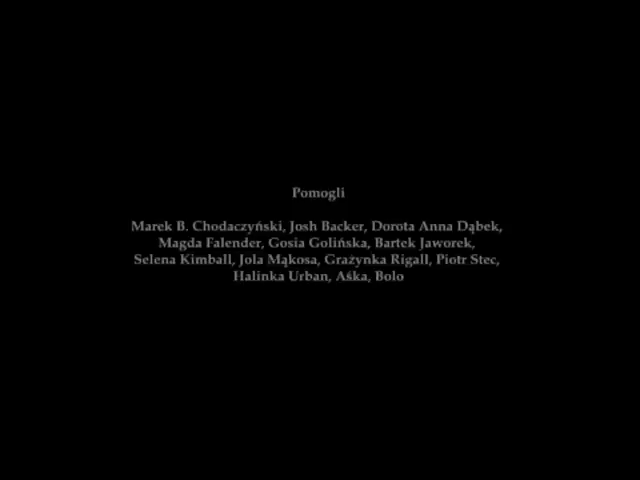 Pomogli
Marek B. Chodaczyński, Josh Backer, Dorota Anna Dąbek,
Magda Falender, Gosia Golińska, Bartek Jaworek,
Selena Kimball, Jola Mąkosa, Grażynka Rigall, Piotr Stec,
Halinka Urban, Aśka, Bolo